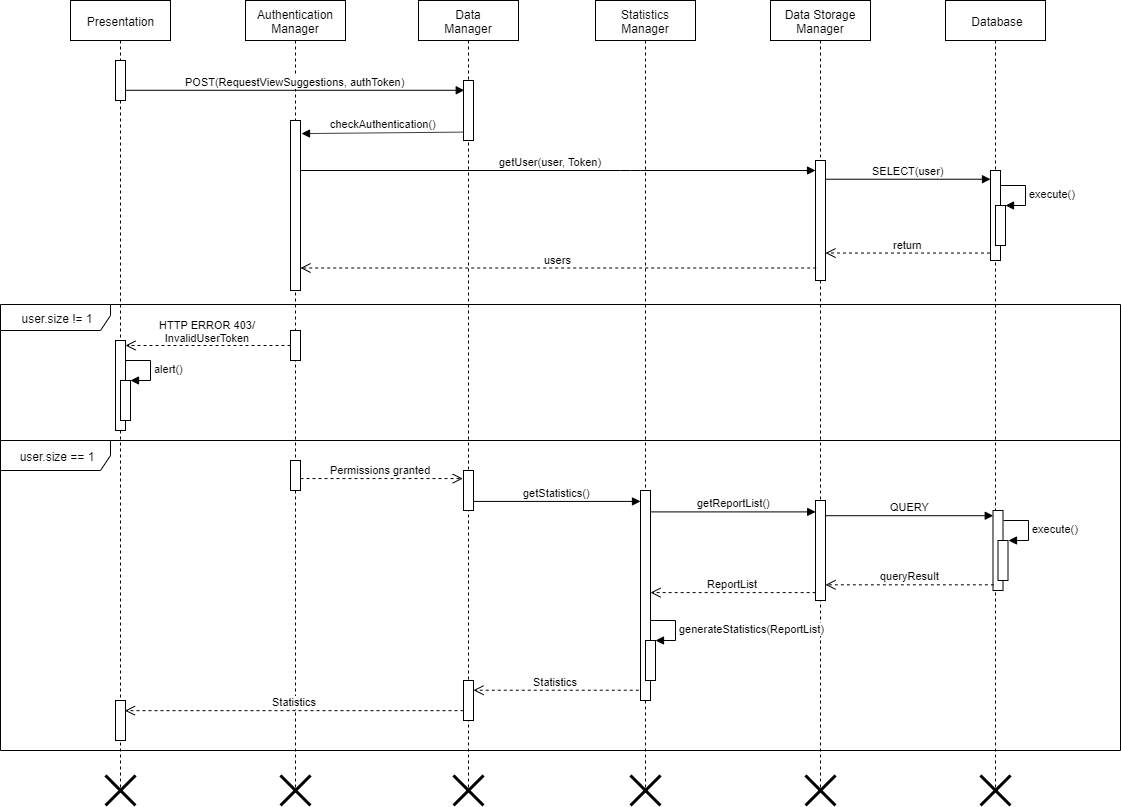 Presentation
Authentication
Manager
Data
Manager
Statistics
Manager
Data Storage
Manager
Database
POST(RequestViewSuggestions, authToken)
checkAuthentication()
getUser(user, Token)
SELECT(user)
execute()
return
users
user.size != 1
HTTP ERROR 403/
InvalidUserToken
alert()
user.size == 1
Permissions granted
getStatistics()
getReportList()
QUERY
execute()
queryResult
ReportList
generateStatistics(ReportList)
Statistics
Statistics